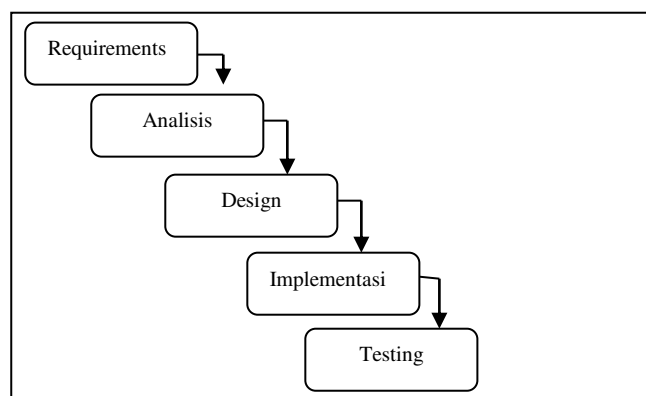 Requirements
Analisis
Design
Implementasi
Testing